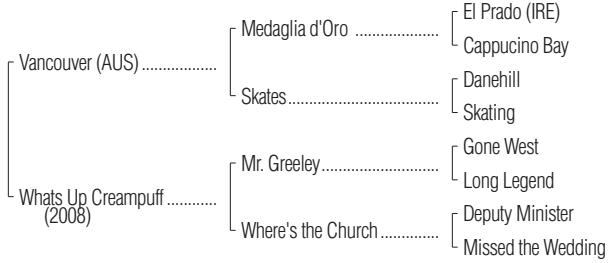 El Prado (IRE)
Medaglia d'Oro ....................
Cappucino Bay
Vancouver (AUS) ..................
Danehill
Skates.....................................
Skating
Gone West
Mr. Greeley.............................
Long Legend
Whats Up Creampuff ............
(2008)
Deputy Minister
Where's the Church ..............
Missed the Wedding